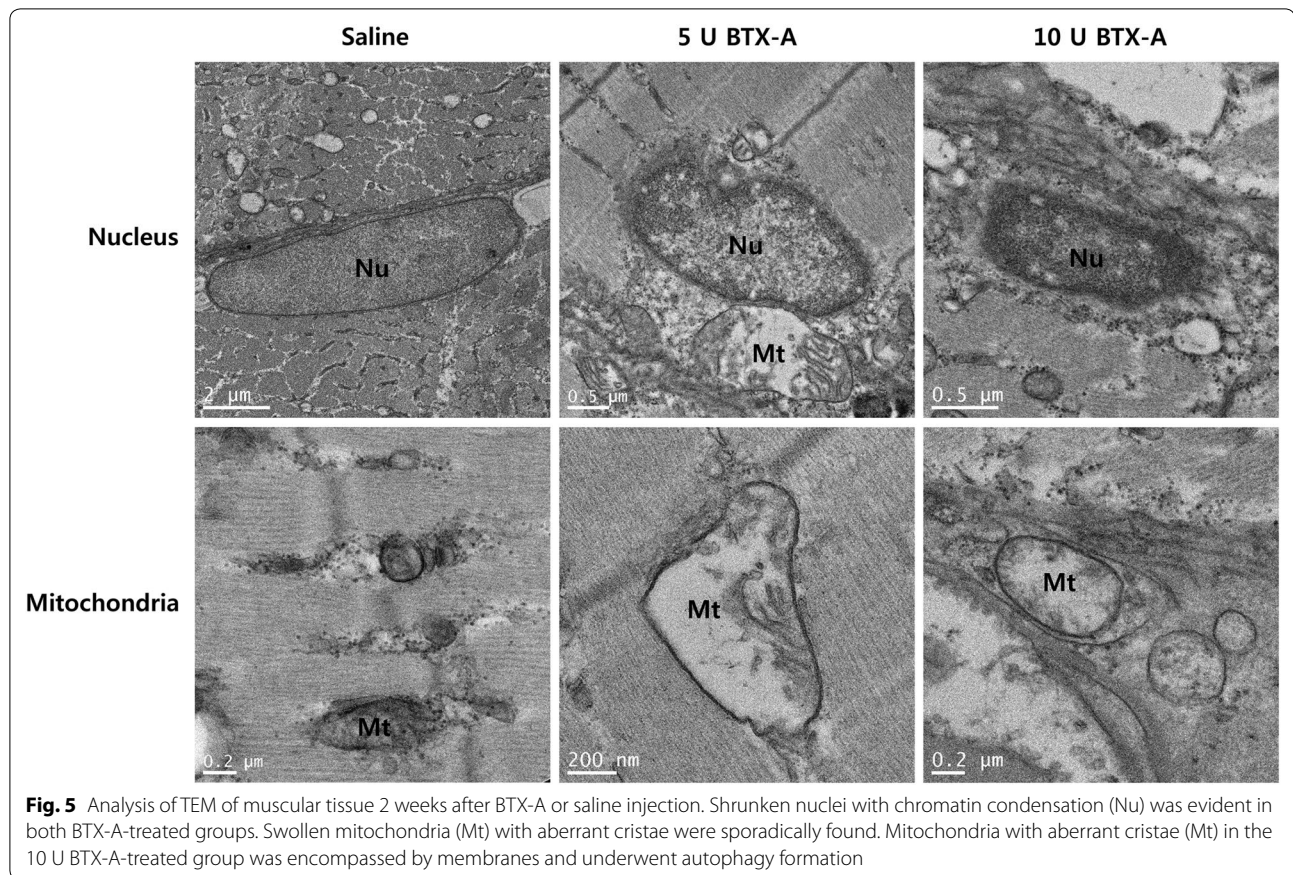 Saline 5 U BTX-A 10 U BTX-A
Nucleus
Nu
Nu
Nu
Mt
2 µm
0.5 µm
0.5 µm
Mitochondria
Mt
Mt
Mt
0.2 µm
200 nm
0.2 µm
Fig. 5 Analysis of TEM of muscular tissue 2 weeks after BTX-A or saline injection. Shrunken nuclei with chromatin condensation (Nu) was evident in
both BTX-A-treated groups. Swollen mitochondria (Mt) with aberrant cristae were sporadically found. Mitochondria with aberrant cristae (Mt) in the
10 U BTX-A-treated group was encompassed by membranes and underwent autophagy formation